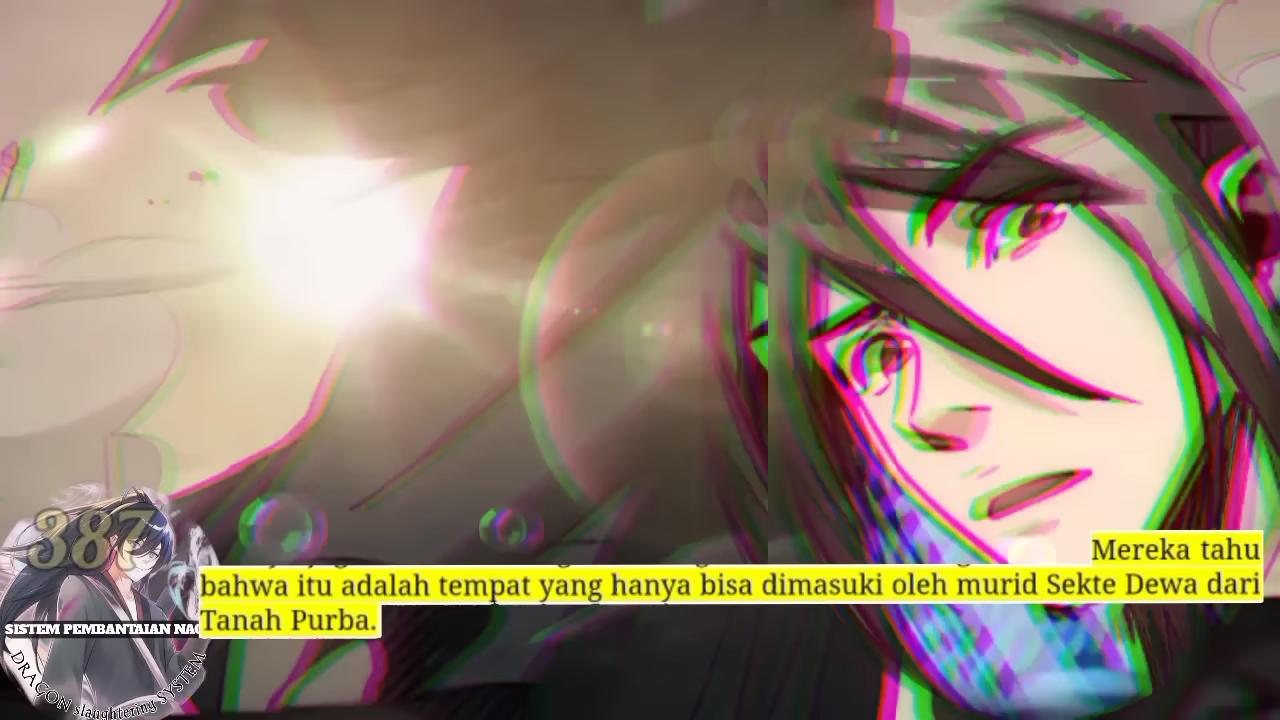 387
Mereka tahu
bahwa itu adalah tempat yang hanya bisa dimasuki oleh murid Sekte Dewa dari
Tanah Purba.
SISTEM PEMBANTAIAN NAG
DRAGON slaughtering SYSTEM